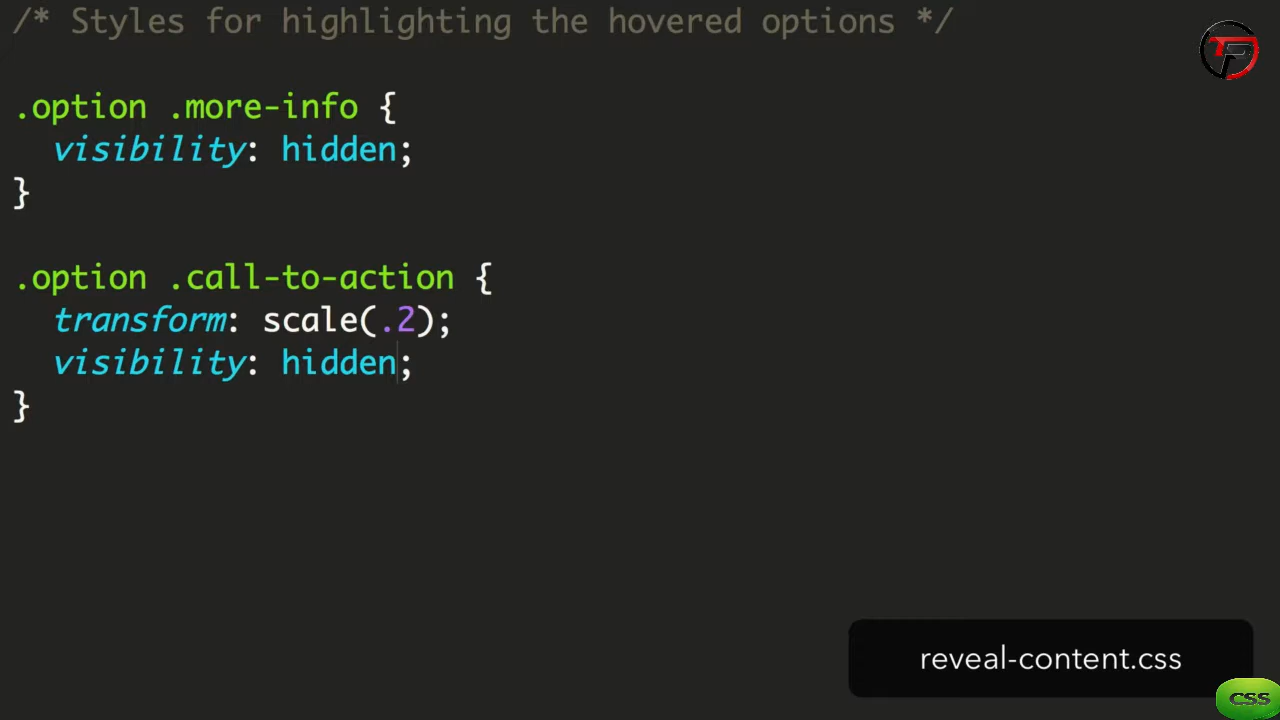 /* Styles for highlighting the hovered options */
.option .more-info {
  visibility: hidden;
}
.option .call-to-action {
  transform: scale(.2);
  visibility: hidden;
}
reveal-content.css
CSS